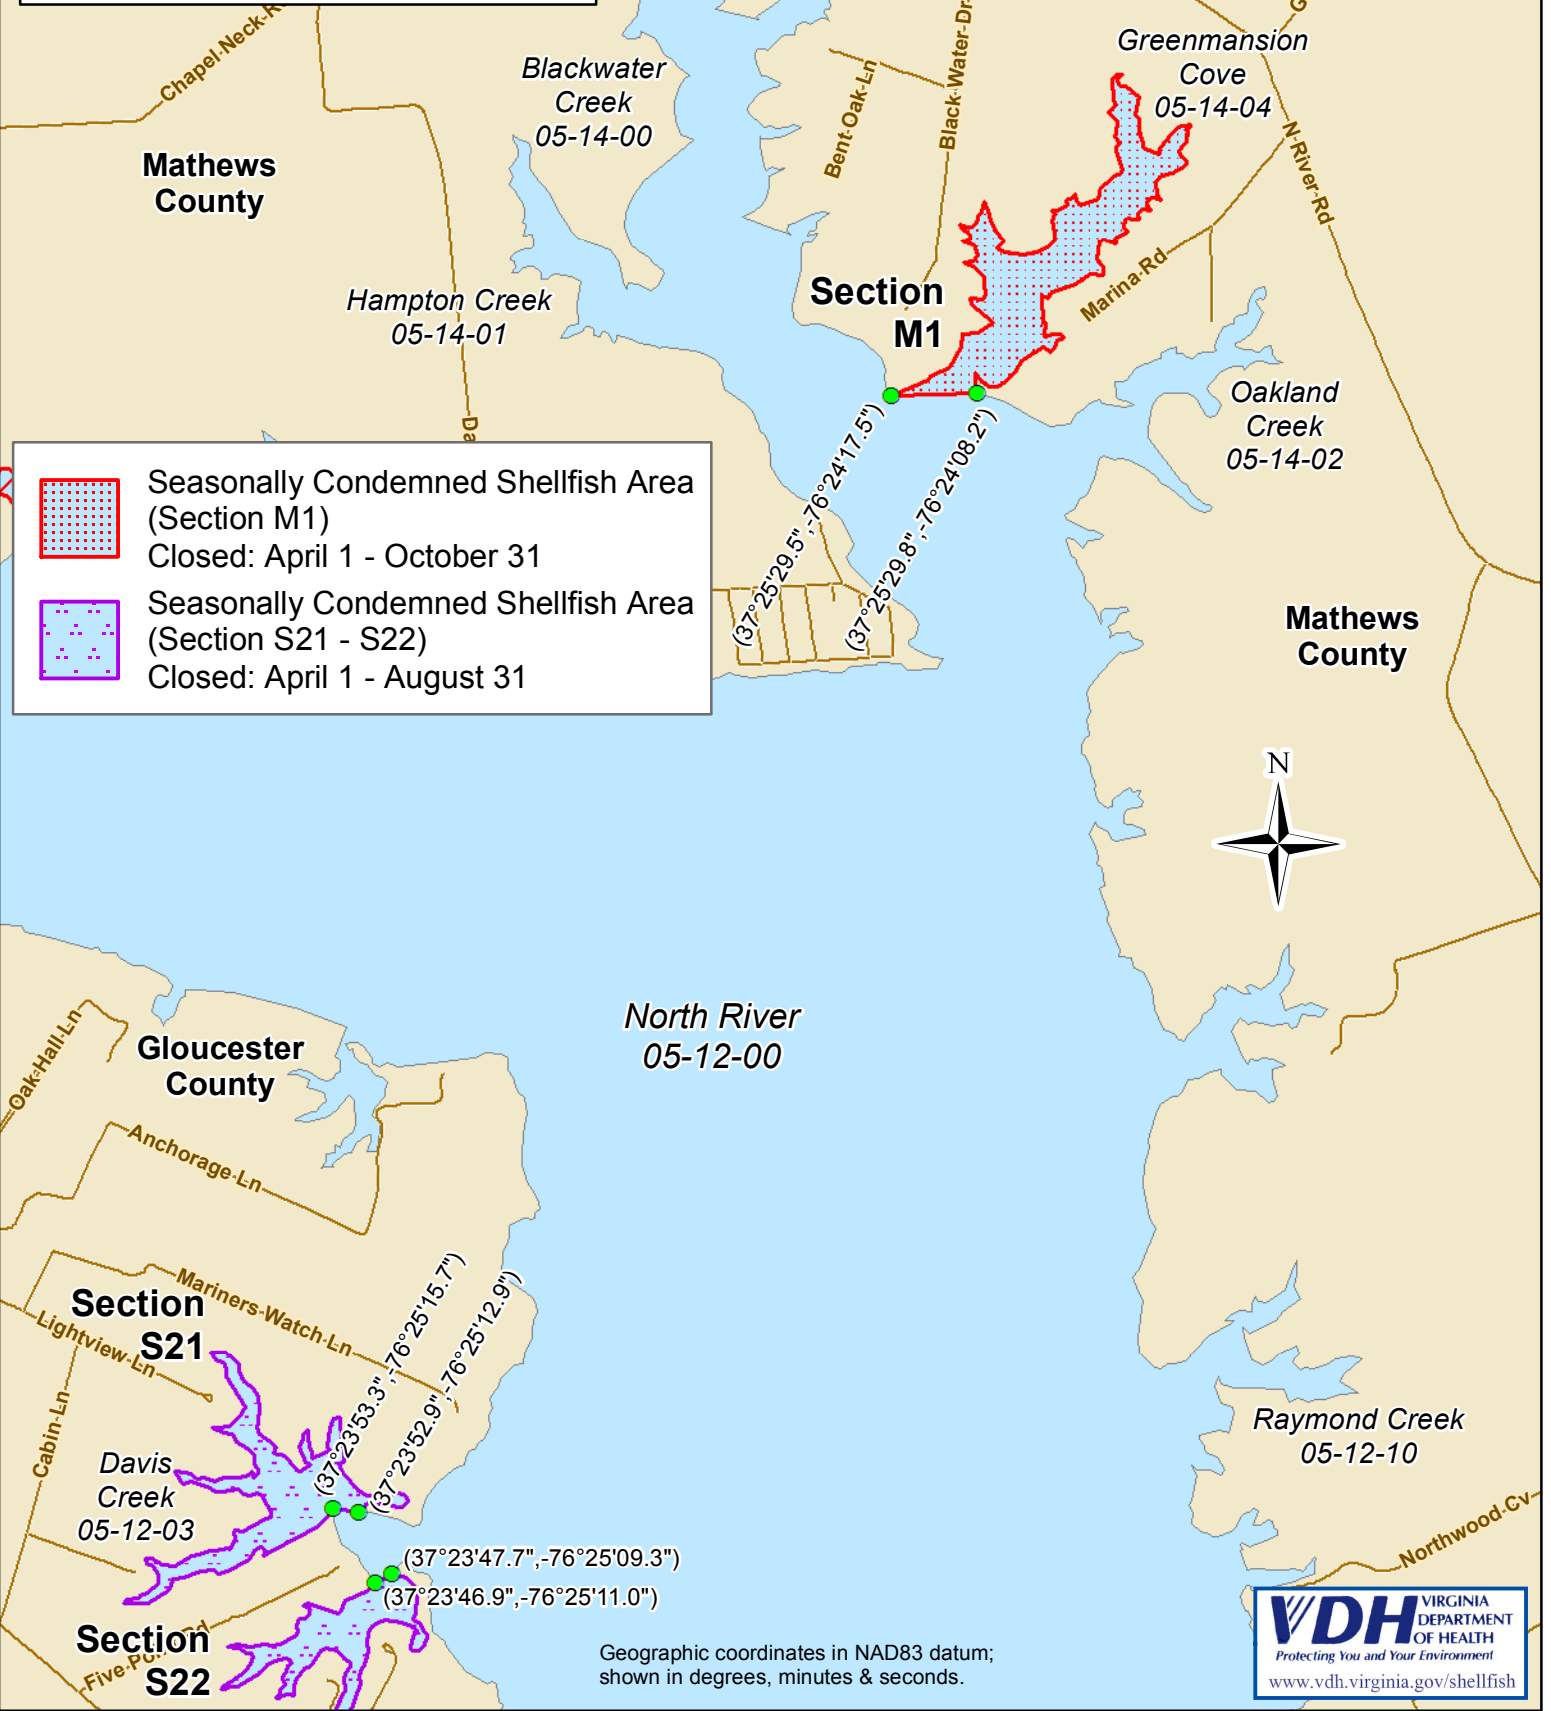 Chapel Neck R
Blackwater
Creek
05-14-00
Bent Oak Ln
Black Water Dr
Greenmansion
Cove
05-14-04
G
N River Rd
Mathews
County
Hampton Creek
05-14-01
Section
M1
Marina Rd
Oakland
Creek
05-14-02
Da
(37°25'29.5",-76°24'17.5")
(37°25'29.8",-76°24'08.2")
Seasonally Condemned Shellfish Area
(Section M1)
Closed: April 1 - October 31
Seasonally Condemned Shellfish Area
(Section S21 - S22)
Closed: April 1 - August 31
Mathews
County
N
North River
05-12-00
Oak Hall Ln
Gloucester
County
Anchorage Ln
Mariners Watch Ln
Section
S21
Lightview Ln
Cabin Ln
(37°23'53.3",-76°25'15.7")
(37°23'52.9",-76°25'12.9")
Davis
Creek
05-12-03
Raymond Creek
05-12-10
Northwood Cv
(37°23'47.7",-76°25'09.3")
(37°23'46.9",-76°25'11.0")
Section
S22
Five Po Rd
Geographic coordinates in NAD83 datum;
shown in degrees, minutes & seconds.
VDH VIRGINIA
DEPARTMENT
OF HEALTH
Protecting You and Your Environment
www.vdh.virginia.gov/shellfish